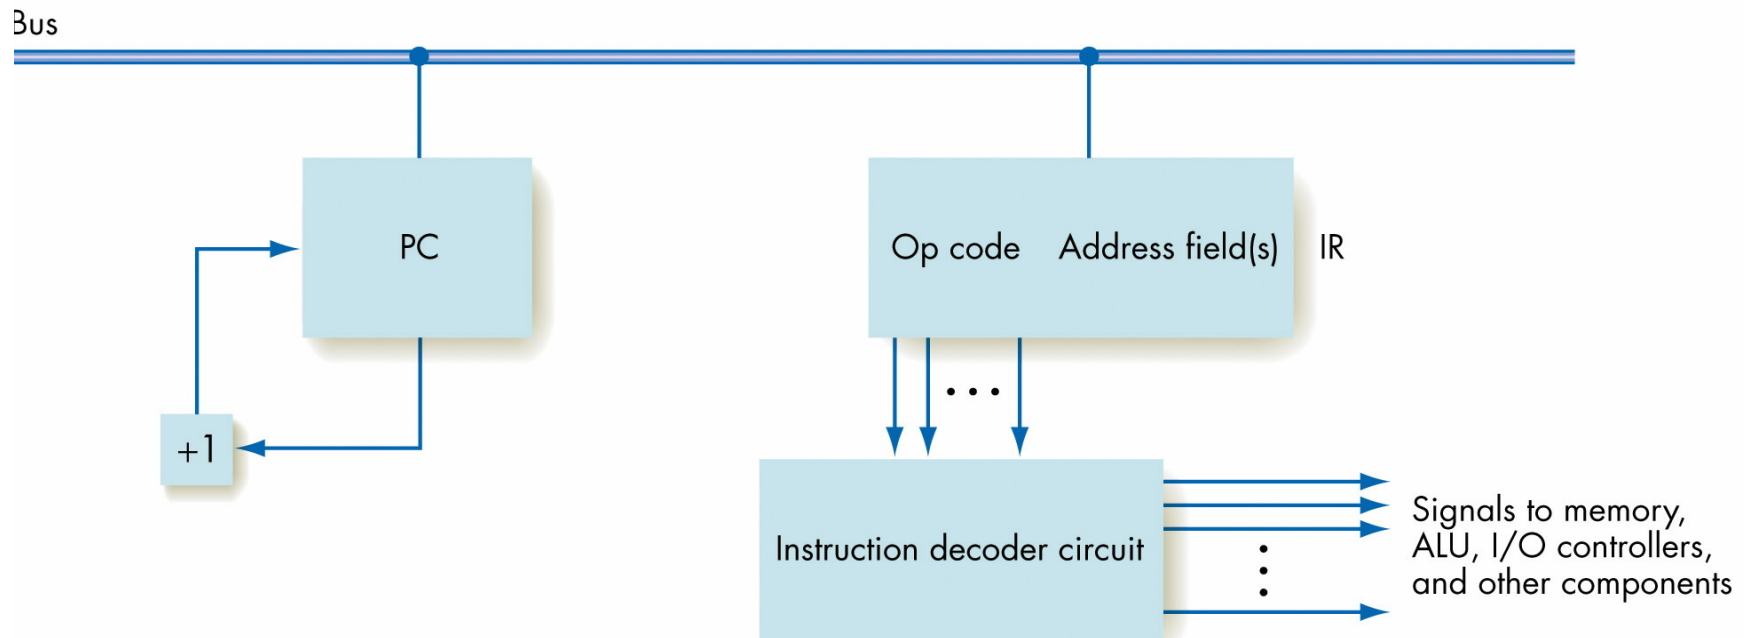 Bus
PC
Op code Address field(s) IR
+1
Instruction decoder circuit
Signals to memory,
ALU, I/O controllers,
and other components